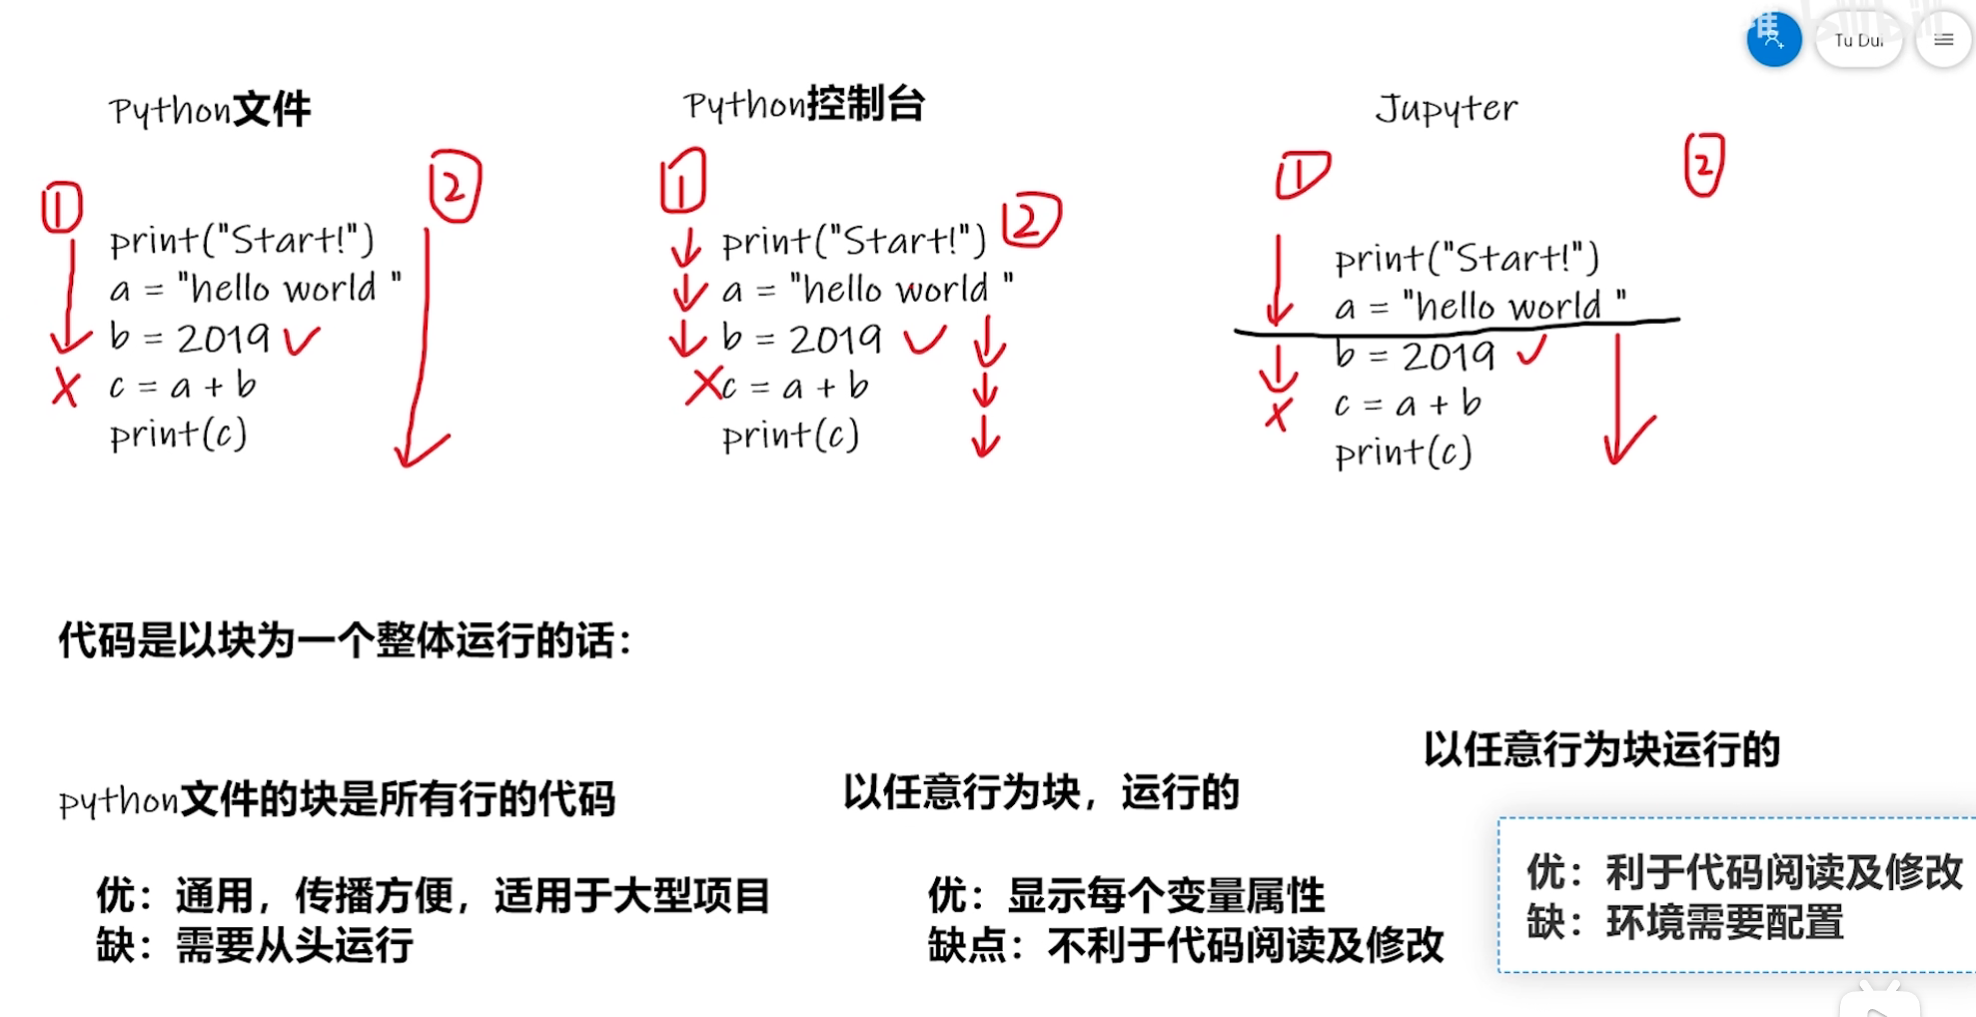 Tu Dui
bilibili
Python文件
①
②
print("Start!")
a = "hello world "
b = 2019
c = a + b
print(c)
Python控制台
①
②
print("Start!")
a = "hello world "
b = 2019
c = a + b
print(c)
Jupyter
①
②
print("Start!")
a = "hello world "
b = 2019
c = a + b
print(c)
代码是以块为一个整体运行的话：
python文件的块是所有行的代码
优：通用，传播方便，适用于大型项目
缺：需要从头运行
以任意行为块，运行的
优：显示每个变量属性
缺点：不利于代码阅读及修改
以任意行为块运行的
优：利于代码阅读及修改
缺：环境需要配置